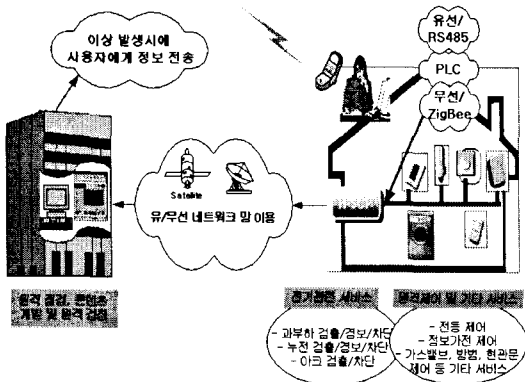 이상 발생시에
사용자에게 정보 전송
유선/
RS485
PLC
무선/
ZigBee
Satellite
유/무선 네트워크 망 이용
원격 점검, 콘텐츠
개발 및 원격 검침
전기관련 서비스
- 과부하 검출/경보/차단
- 누전 검출/경보/차단
- 아크 검출/차단
원격제어 및 기타 서비스
- 전등 제어
- 정보가전 제어
- 가스밸브, 방범, 현관문
제어 등 기타 서비스